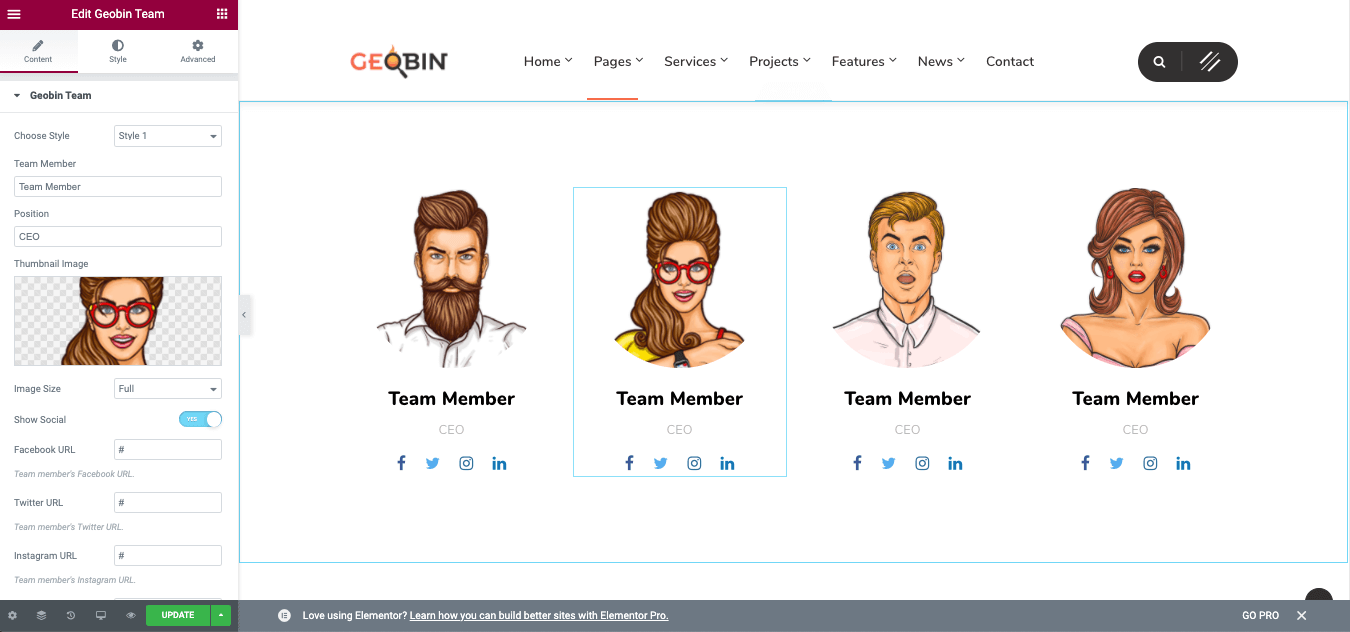 Edit Geobin Team
Content
Style
Advanced
Geobin Team
Choose Style
Style 1
Team Member
Team Member
Position
CEO
Thumbnail Image
Image Size
Full
Show Social
YES
Facebook URL
#
Team member's Facebook URL.
Twitter URL
#
Team member's Twitter URL.
Instagram URL
#
Team member's Instagram URL.
UPDATE
GEOBIN
Home
Pages
Services
Projects
Features
News
Contact
Team Member
CEO
Team Member
CEO
Team Member
CEO
Team Member
CEO
Love using Elementor? Learn how you can build better sites with Elementor Pro.
GO PRO